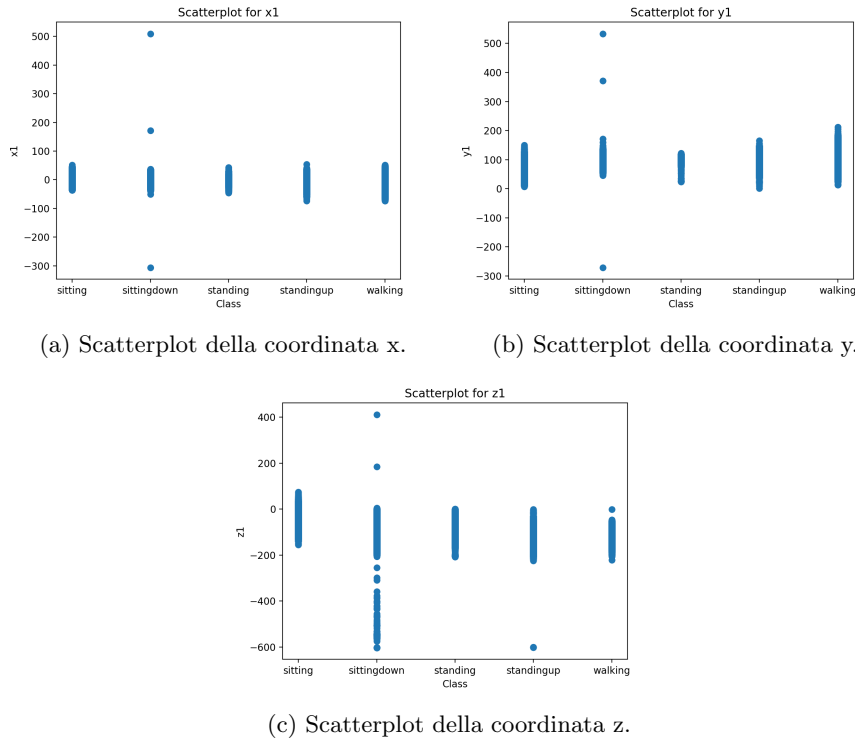 Scatterplot for x1
500
400
300
200
100
0
−100
−200
−300
x1
sitting sittingdown standing standingup walking
Class
(a) Scatterplot della coordinata x.
Scatterplot for y1
500
400
300
200
100
0
−100
−200
−300
y1
sitting sittingdown standing standingup walking
Class
(b) Scatterplot della coordinata y.
Scatterplot for z1
400
200
0
−200
−400
−600
z1
sitting sittingdown standing standingup walking
Class
(c) Scatterplot della coordinata z.